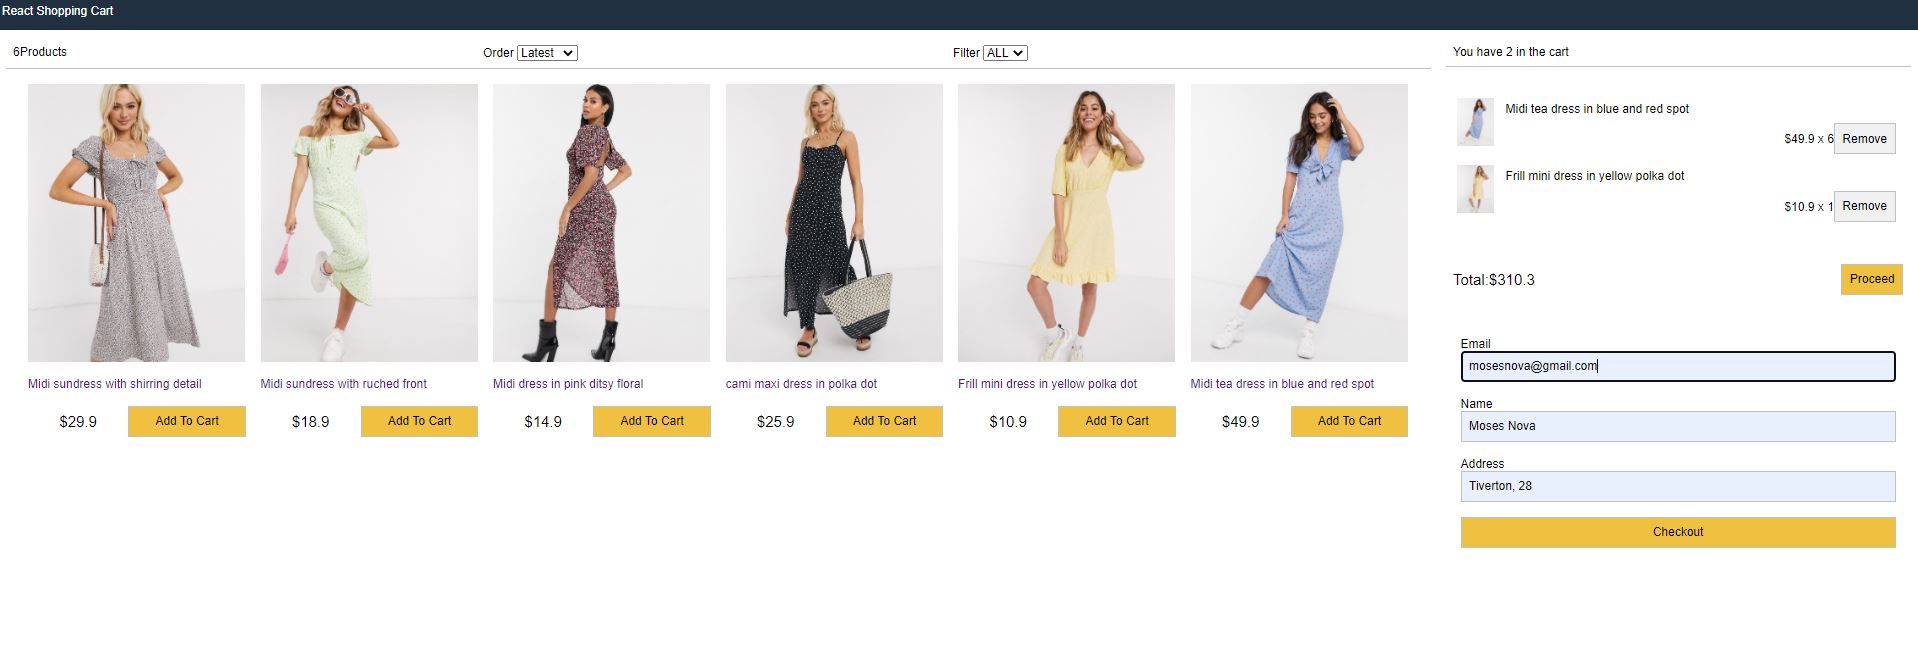 React Shopping Cart
6Products
Order Latest
Filter ALL
You have 2 in the cart
Midi sundress with shirring detail
$29.9 Add To Cart
Midi sundress with ruched front
$18.9 Add To Cart
Midi dress in pink ditsy floral
$14.9 Add To Cart
cami maxi dress in polka dot
$25.9 Add To Cart
Frill mini dress in yellow polka dot
$10.9 Add To Cart
Midi tea dress in blue and red spot
$49.9 Add To Cart
Midi tea dress in blue and red spot
$49.9 x 6 Remove
Frill mini dress in yellow polka dot
$10.9 x 1 Remove
Total:$310.3 Proceed
Email
mosesnova@gmail.com
Name
Moses Nova
Address
Tiverton, 28
Checkout